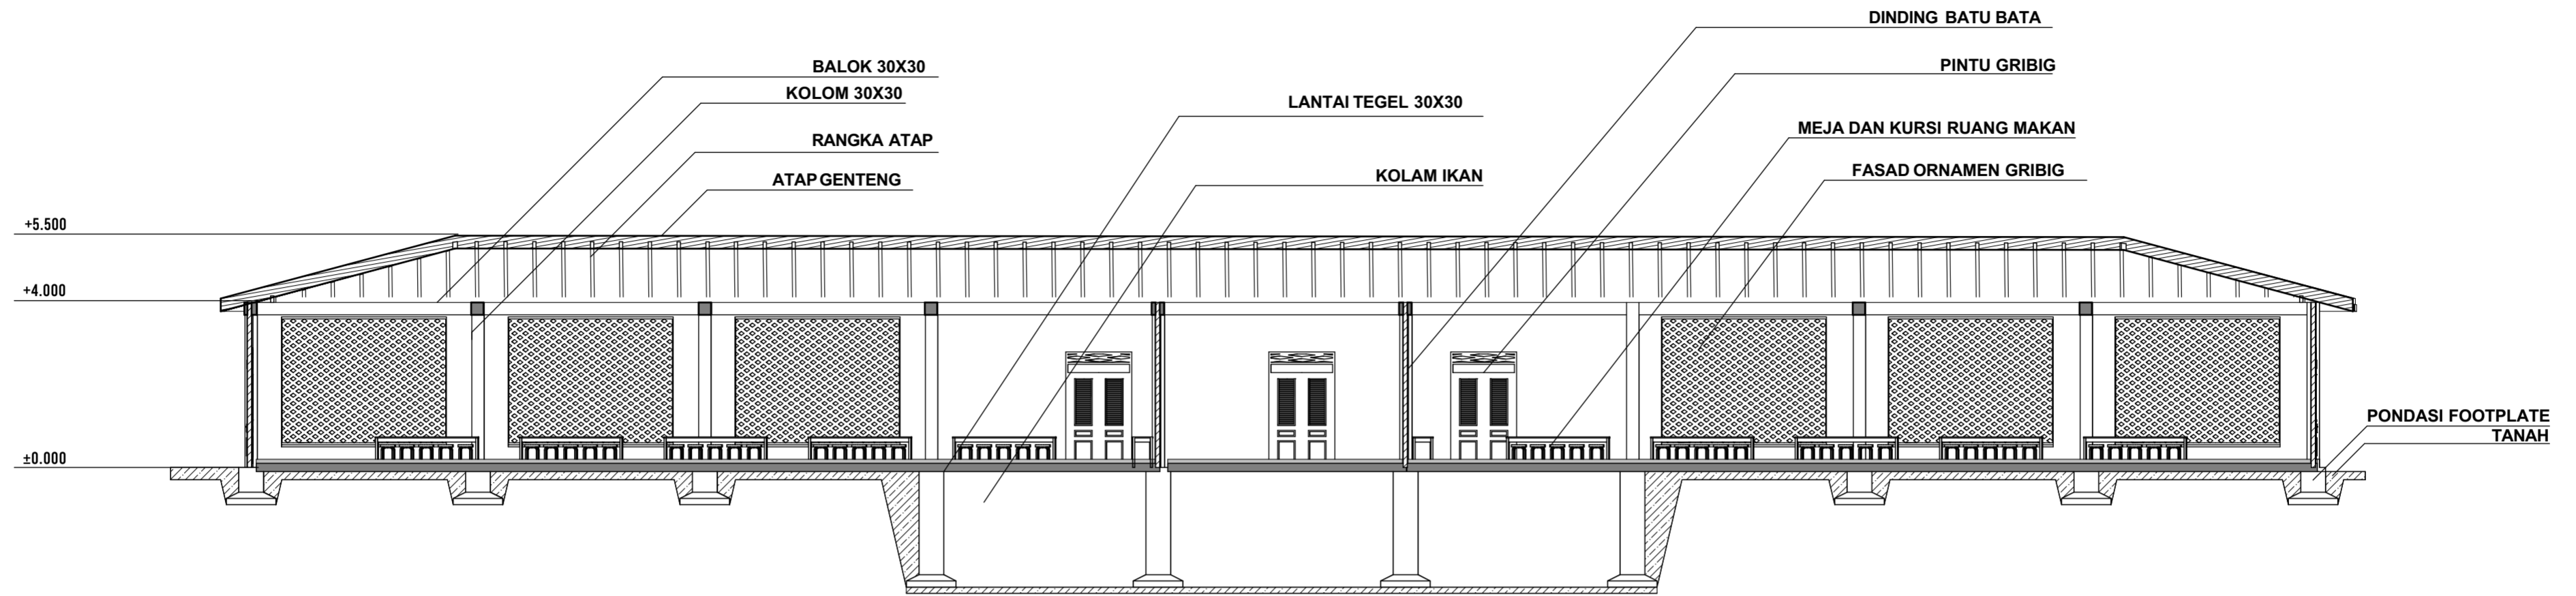 DINDING BATU BATA
BALOK 30X30
PINTU GRIBIG
KOLOM 30X30
LANTAI TEGEL 30X30
MEJA DAN KURSI RUANG MAKAN
RANGKA ATAP
FASAD ORNAMEN GRIBIG
KOLAM IKAN
ATAP GENTENG
+5.500
+4.000
PONDASI FOOTPLATE
TANAH
±0.000